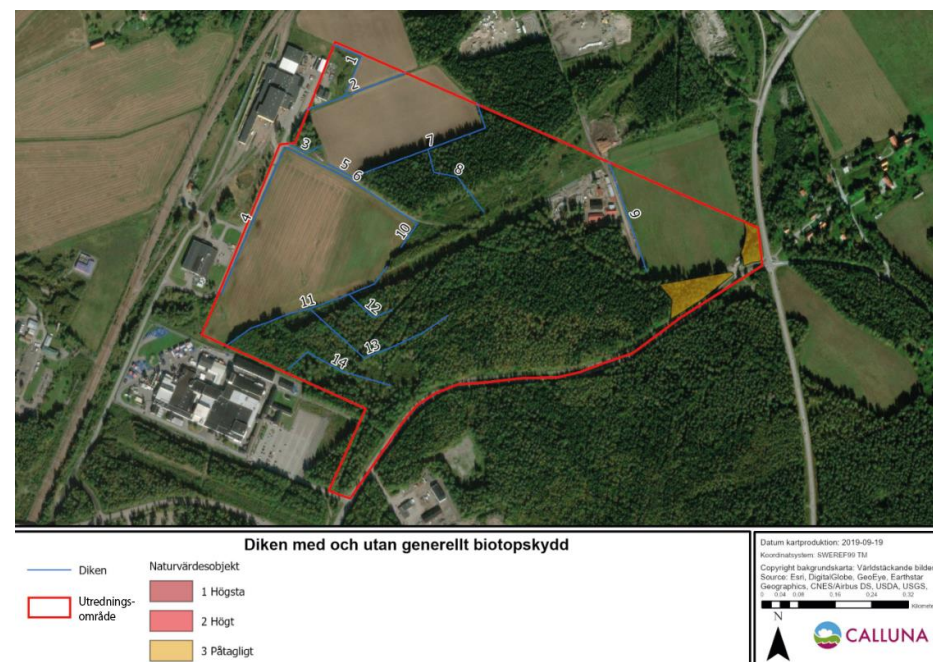 1
2
3
5
7
6
8
4
10
9
11
12
13
14
Diken med och utan generellt biotopskydd
Diken
Utrednings-
område
Naturvärdesobjekt
1 Högsta
2 Högt
3 Påtagligt
Datum kartproduktion: 2019-09-19
Koordinatsystem: SWEREF99 TM
Copyright bakgrundskarta: Världstäckande bilder
Source: Esri, DigitalGlobe, GeoEye, Earthstar
Geographics, CNES/Airbus DS, USDA, USGS,
0 0.04 0.08 0.16 0.24 0.32
Kilometer
N
CALLUNA